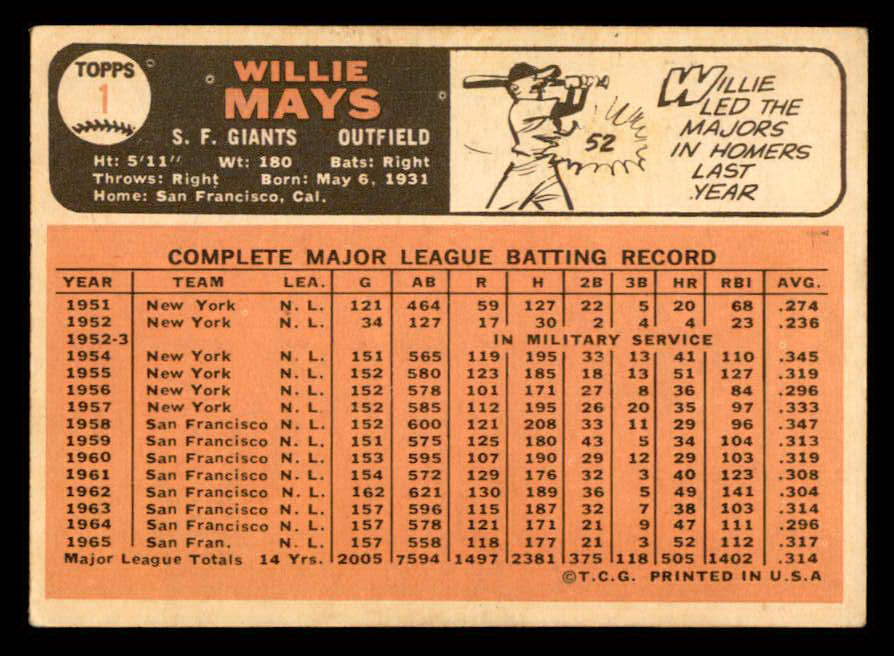 TOPPS
1
WILLIE
MAYS
S. F. GIANTS OUTFIELD
Ht: 5'11" Wt: 180 Bats: Right
Throws: Right Born: May 6, 1931
Home: San Francisco, Cal.
52
WILLIE
LED THE
MAJORS
IN HOMERS
LAST
YEAR
COMPLETE MAJOR LEAGUE BATTING RECORD
YEAR TEAM LEA. G AB R H 2B 3B HR RBI AVG.
1951 New York N. L. 121 464 59 127 22 5 20 68 .274
1952 New York N. L. 34 127 17 30 2 4 4 23 .236
1952-3 IN MILITARY SERVICE
1954 New York N. L. 151 565 119 195 33 13 41 110 .345
1955 New York N. L. 152 580 123 185 18 13 51 127 .319
1956 New York N. L. 152 578 101 171 27 8 36 84 .296
1957 New York N. L. 152 585 112 195 26 20 35 97 .333
1958 San Francisco N. L. 152 600 121 208 33 11 29 96 .347
1959 San Francisco N. L. 151 575 125 180 43 5 34 104 .313
1960 San Francisco N. L. 153 595 107 190 29 12 29 103 .319
1961 San Francisco N. L. 154 572 129 176 32 3 40 123 .308
1962 San Francisco N. L. 162 621 130 189 36 5 49 141 .304
1963 San Francisco N. L. 157 596 115 187 32 7 38 103 .314
1964 San Francisco N. L. 157 578 121 171 21 9 47 111 .296
1965 San Fran. N. L. 157 558 118 177 21 3 52 112 .317
Major League Totals 14 Yrs. 2005 7594 1497 2381 375 118 505 1402 .314
©T.C.G. PRINTED IN U.S.A